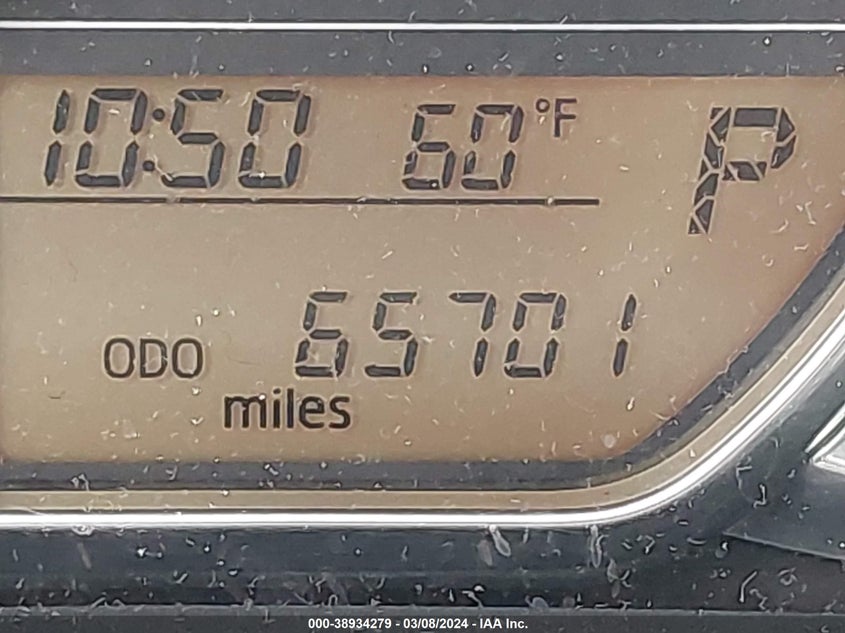 10:50 60 °F P
ODO 65701
miles
000-38934279 - 03/08/2024 - IAA Inc.